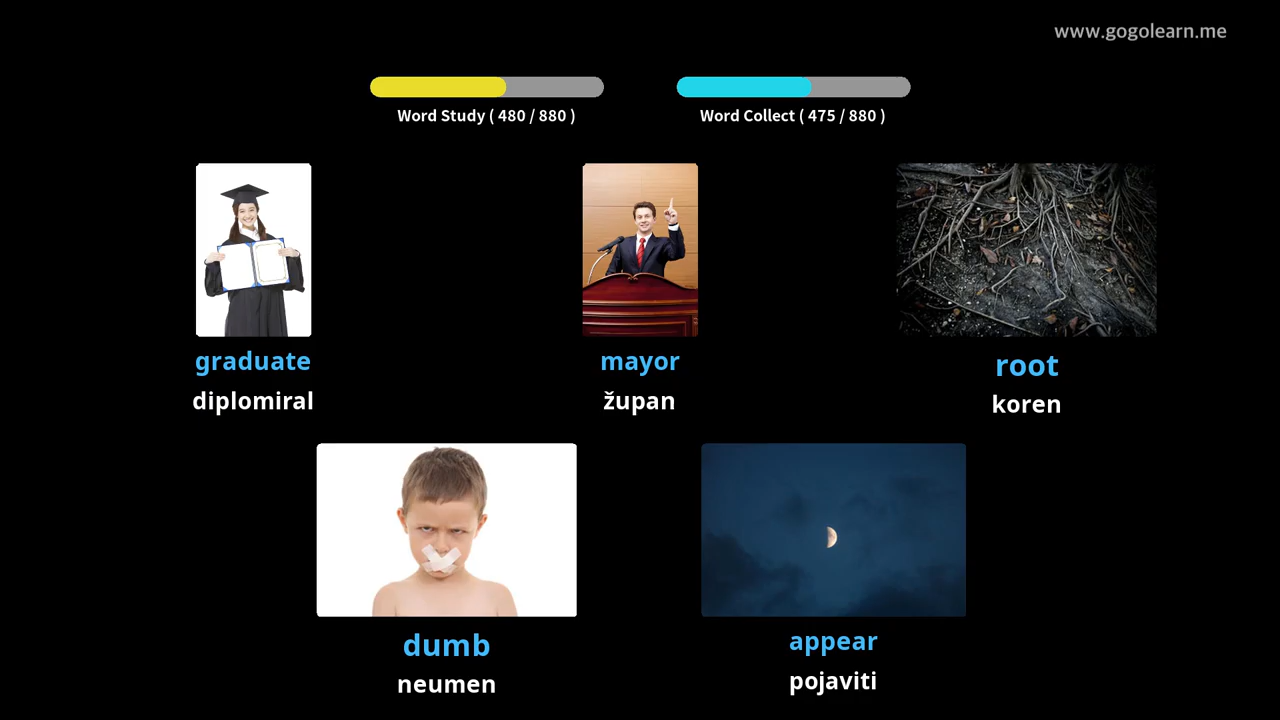 www.gogolearn.me
Word Study ( 480 / 880 )
Word Collect ( 475 / 880 )
graduate
diplomiral
mayor
župan
root
koren
dumb
neumen
appear
pojaviti